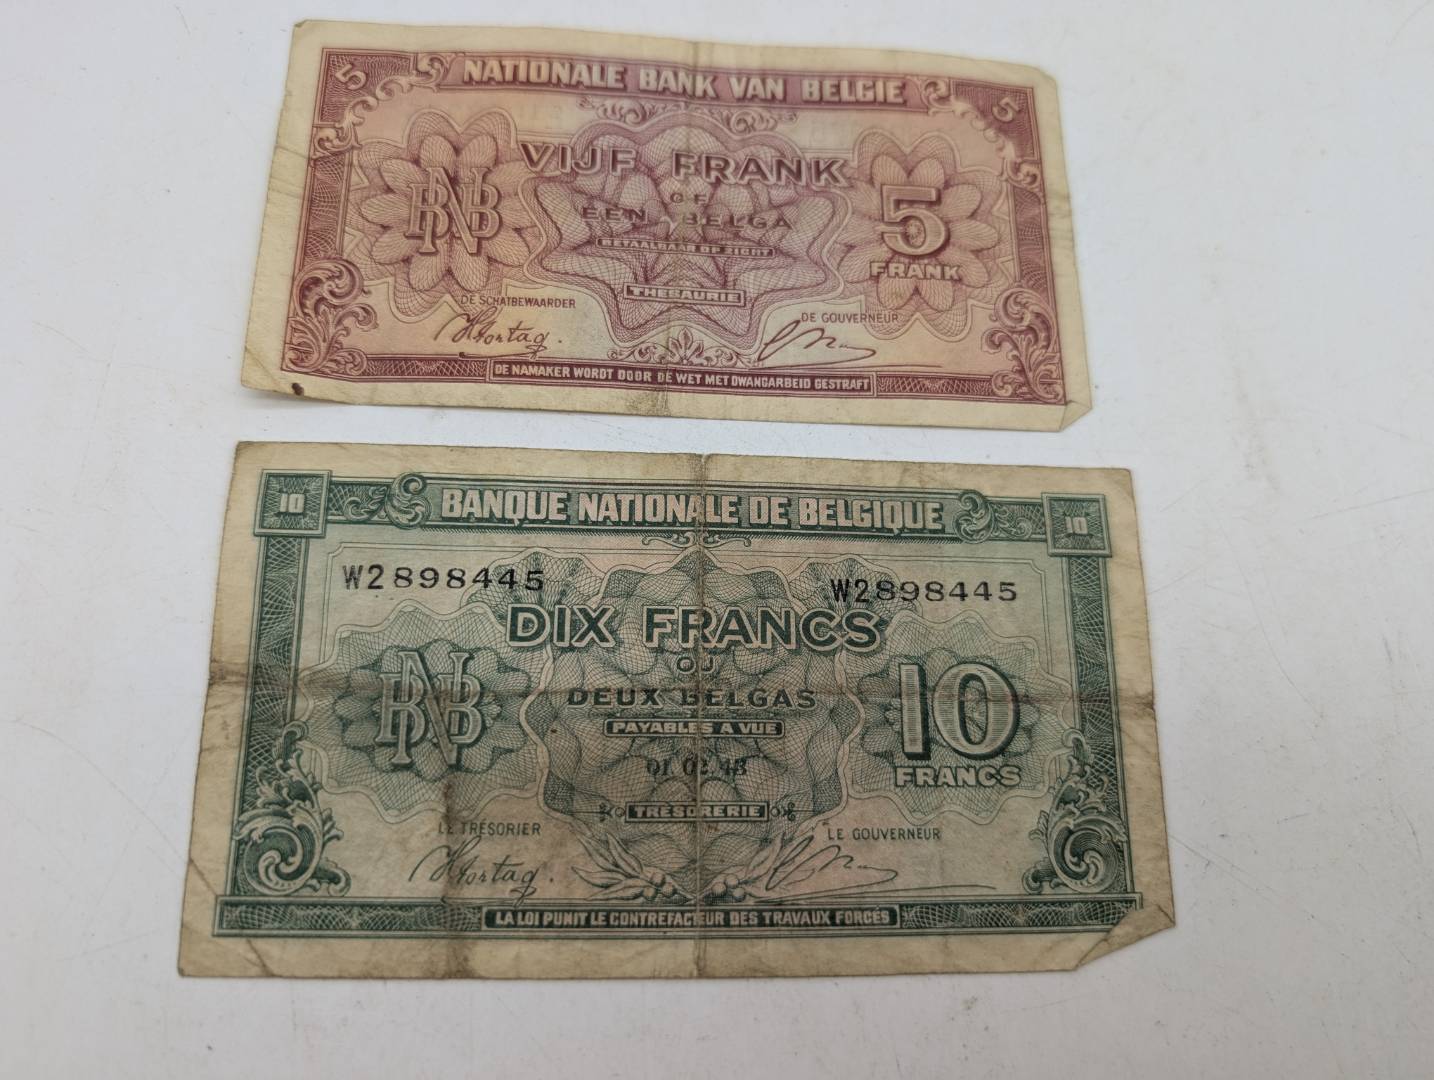 5 NATIONALE BANK VAN BELGIE 5
VIJF FRANK
OF
EEN BELGA
BETAALBAAR OP ZICHT
BNB
5
FRANK
THESAURIE
DE SCHATBEWAARDER
DE GOUVERNEUR
DE NAMAKER WORDT DOOR DE WET MET DWANGARBEID GESTRAFT
10 BANQUE NATIONALE DE BELGIQUE 10
W2898445 W2898445
DIX FRANCS
OU
DEUX BELGAS
PAYABLES A VUE
BNB
10
FRANCS
01.02.43
TRÉSORERIE
LE TRÉSORIER
LE GOUVERNEUR
LA LOI PUNIT LE CONTREFACTEUR DES TRAVAUX FORCÉS